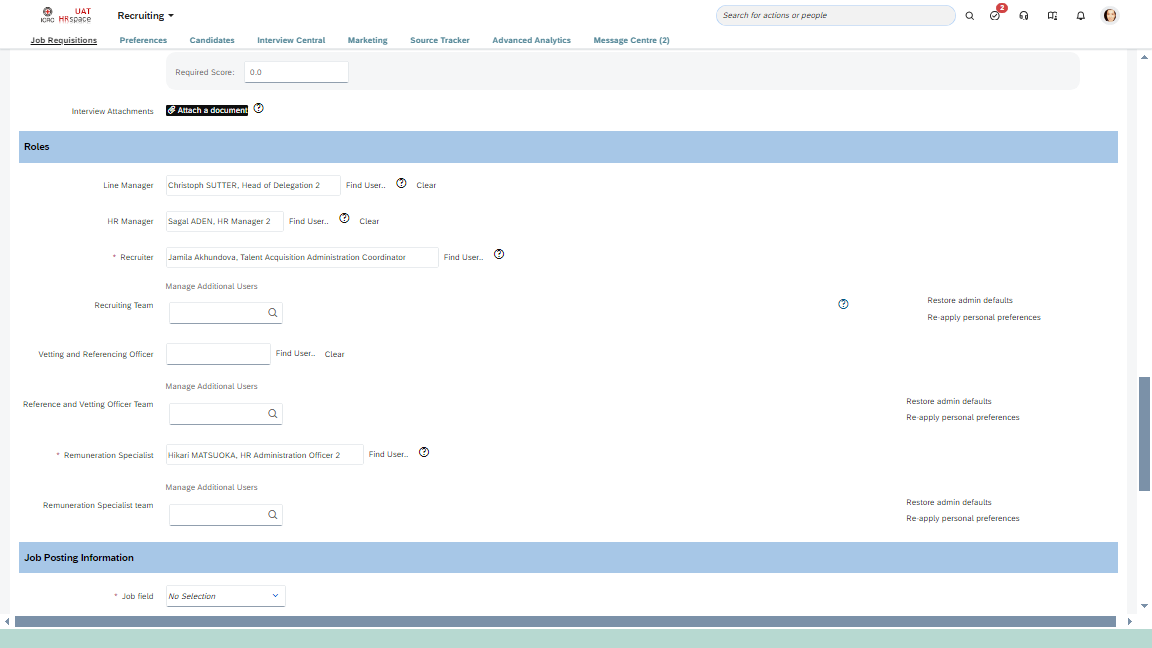 ICRC UAT HRspace Recruiting Search for actions or people 2
Job Requisitions Preferences Candidates Interview Central Marketing Source Tracker Advanced Analytics Message Centre (2)
Required Score: 0.0
Interview Attachments Attach a document ?
Roles
Line Manager Christoph SUTTER, Head of Delegation 2 Find User.. ? Clear
HR Manager Sagal ADEN, HR Manager 2 Find User.. ? Clear
* Recruiter Jamila Akhundova, Talent Acquisition Administration Coordinator Find User.. ?
Manage Additional Users
Recruiting Team ? Restore admin defaults
Re-apply personal preferences
Vetting and Referencing Officer Find User.. Clear
Manage Additional Users
Reference and Vetting Officer Team Restore admin defaults
Re-apply personal preferences
* Remuneration Specialist Hikari MATSUOKA, HR Administration Officer 2 Find User.. ?
Manage Additional Users
Remuneration Specialist team Restore admin defaults
Re-apply personal preferences
Job Posting Information
* Job field No Selection